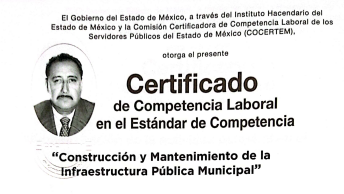 El Gobierno del Estado de México, a través del Instituto Hacendario del
Estado de México y la Comisión Certificadora de Competencia Laboral de los
Servidores Públicos del Estado de México (COCERTEM),
otorga el presente
Certificado
de Competencia Laboral
en el Estándar de Competencia
“Construcción y Mantenimiento de la
Infraestructura Pública Municipal”